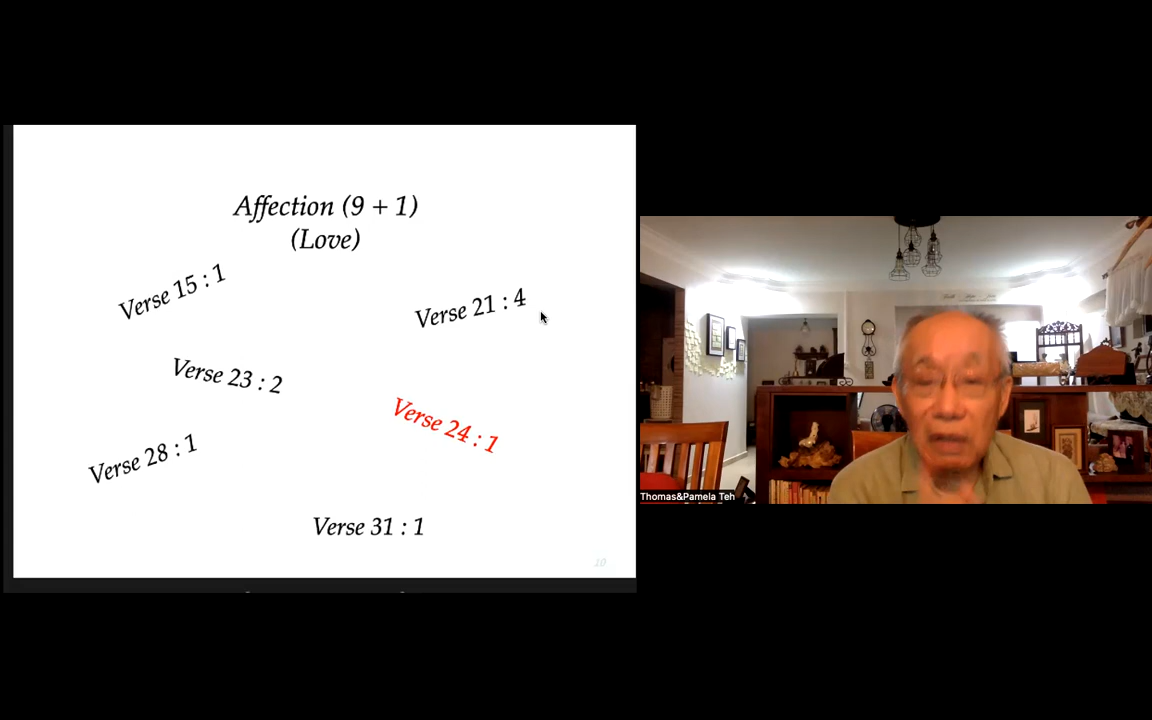 Affection (9 + 1)
(Love)
Verse 15 : 1
Verse 21 : 4
Verse 23 : 2
Verse 24 : 1
Verse 28 : 1
Verse 31 : 1
10
Thomas&Pamela Teh